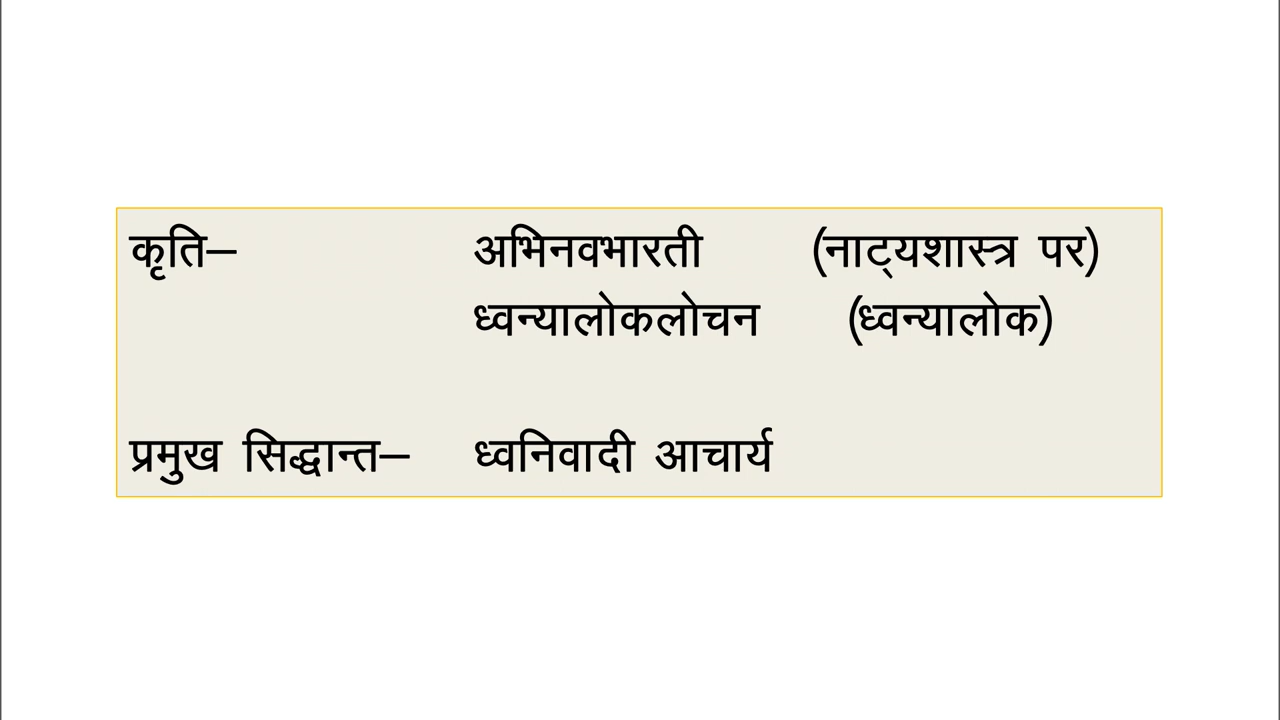 कृति– अभिनवभारती (नाट्यशास्त्र पर)
ध्वन्यालोकलोचन (ध्वन्यालोक)
प्रमुख सिद्धान्त– ध्वनिवादी आचार्य